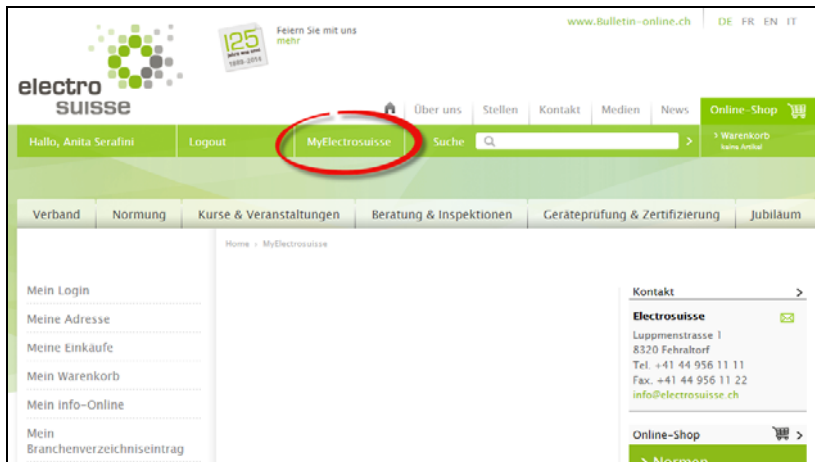 125
Feiern Sie mit uns
mehr
www.Bulletin-online.ch
DE FR EN IT
electro
suisse
Über uns Stellen Kontakt Medien News Online-Shop
Hallo, Anita Serafini Logout MyElectrosuisse Suche > Warenkorb
keine Artikel
Verband Normung Kurse & Veranstaltungen Beratung & Inspektionen Geräteprüfung & Zertifizierung Jubiläum
Home > MyElectrosuisse
Mein Login
Meine Adresse
Meine Einkäufe
Mein Warenkorb
Mein info-Online
Mein
Branchenverzeichniseintrag
Kontakt >
Electrosuisse
Luppmenstrasse 1
8320 Fehraltorf
Tel. +41 44 956 11 11
Fax. +41 44 956 11 22
info@electrosuisse.ch
Online-Shop >
> Normen